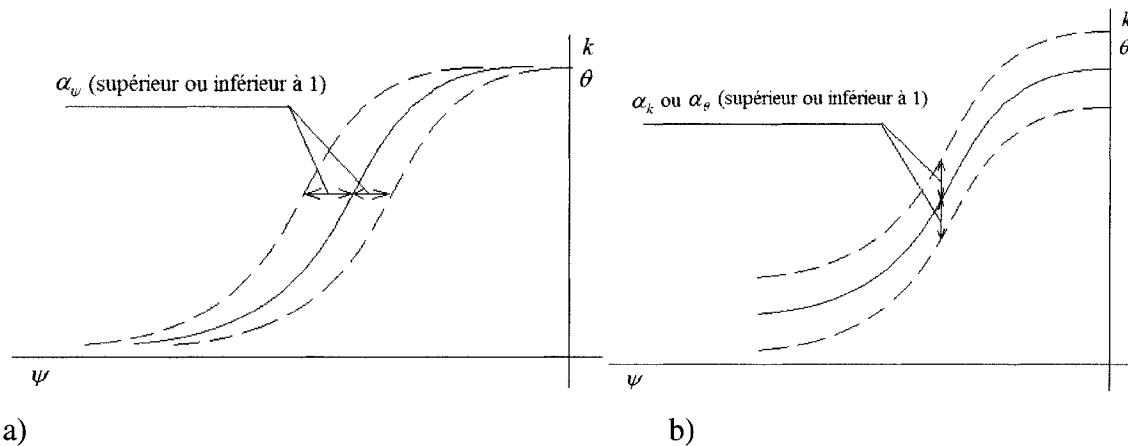 k
θ
α_ψ (supérieur ou inférieur à 1)
ψ
a)
k
θ
α_k ou α_θ (supérieur ou inférieur à 1)
ψ
b)